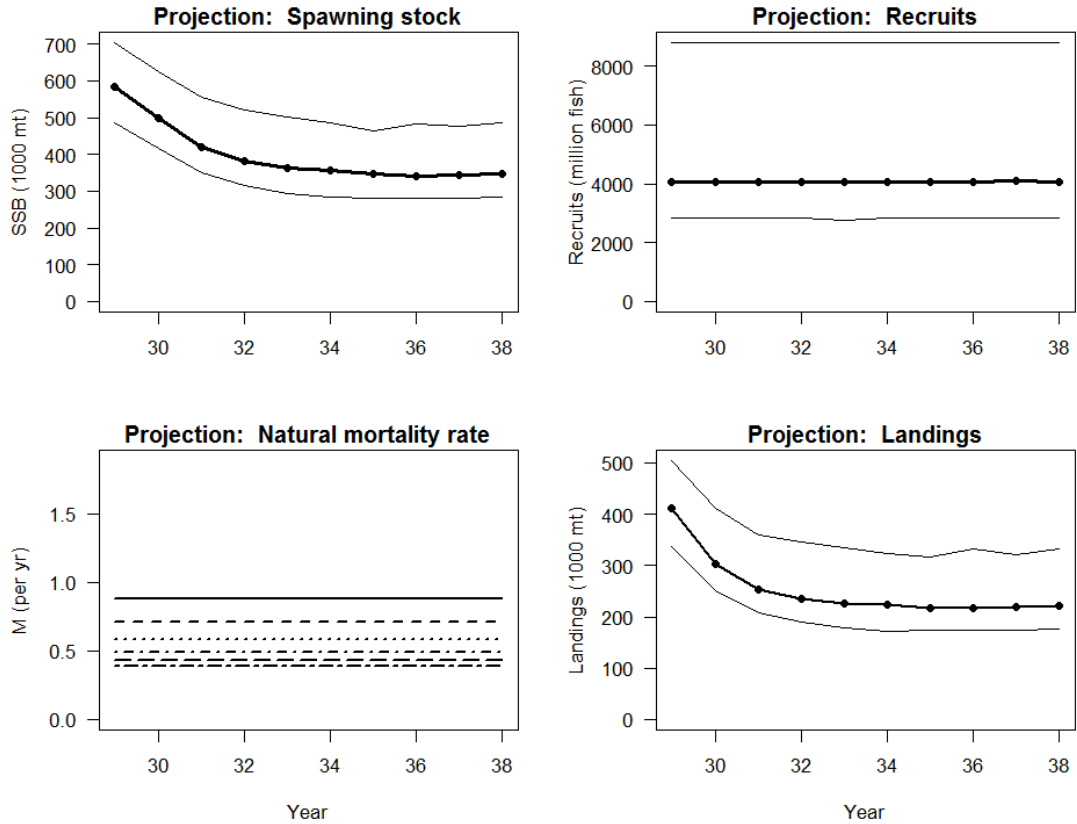 Projection: Spawning stock
SSB (1000 mt)
700
600
500
400
300
200
100
0
30 32 34 36 38
Projection: Recruits
Recruits (million fish)
8000
6000
4000
2000
0
30 32 34 36 38
Projection: Natural mortality rate
M (per yr)
1.5
1.0
0.5
0.0
30 32 34 36 38
Year
Projection: Landings
Landings (1000 mt)
500
400
300
200
100
0
30 32 34 36 38
Year